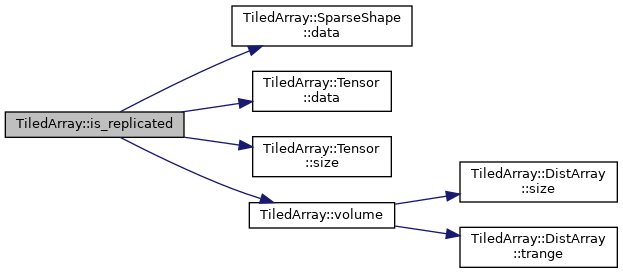 TiledArray::SparseShape
::data
TiledArray::Tensor
::data
TiledArray::is_replicated
TiledArray::Tensor
::size
TiledArray::DistArray
::size
TiledArray::volume
TiledArray::DistArray
::trange